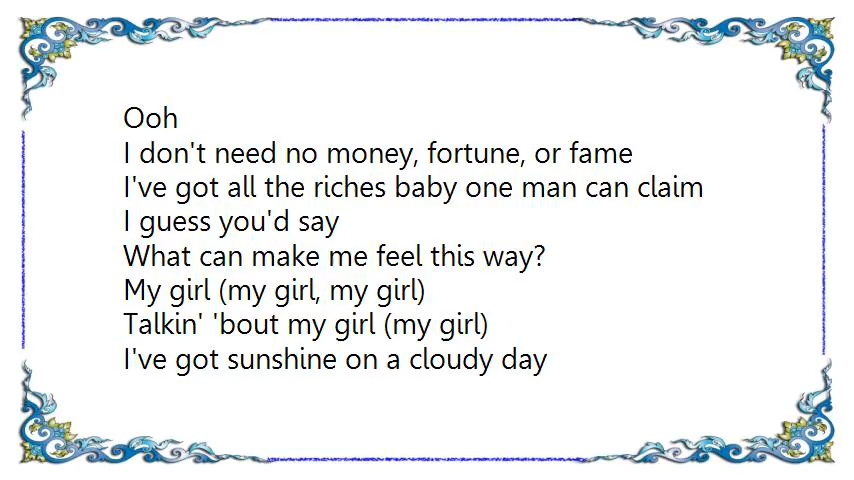 Ooh
I don't need no money, fortune, or fame
I've got all the riches baby one man can claim
I guess you'd say
What can make me feel this way?
My girl (my girl, my girl)
Talkin' 'bout my girl (my girl)
I've got sunshine on a cloudy day